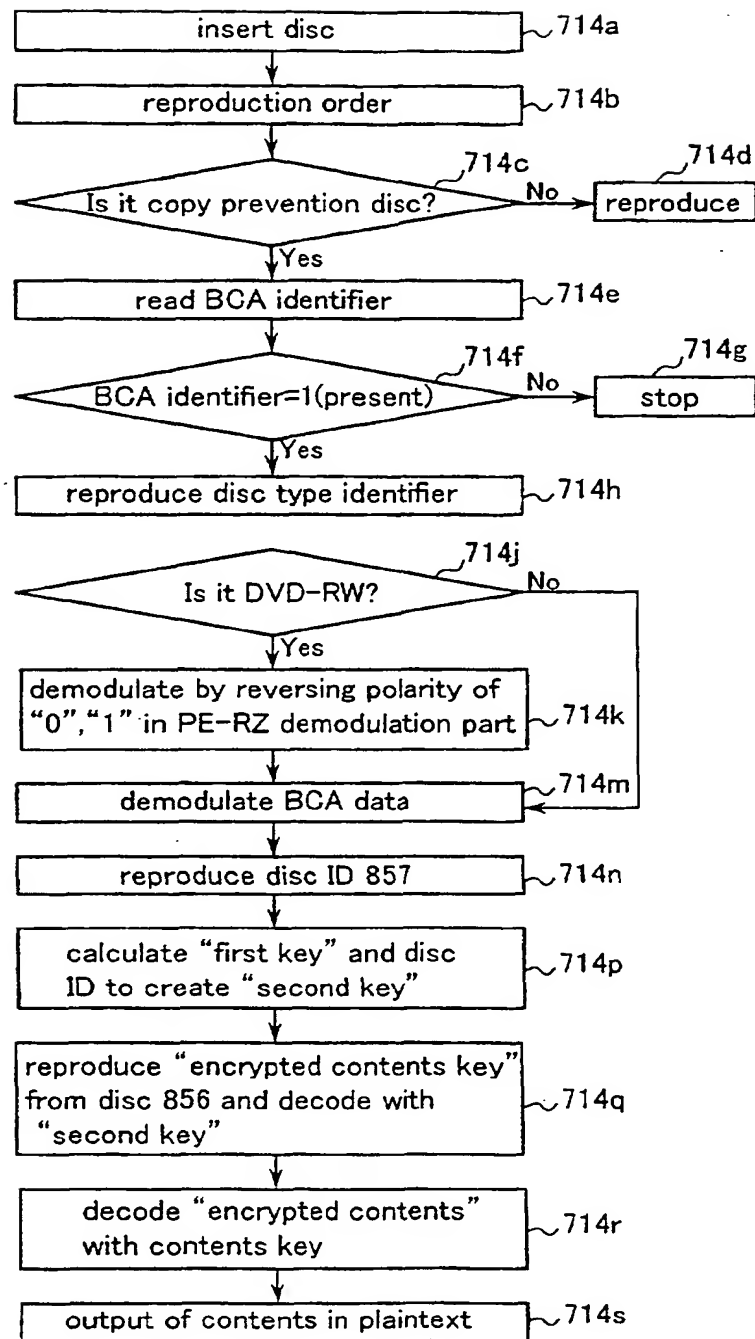 insert disc
714a
reproduction order
714b
714c
Is it copy prevention disc?
No
714d
reproduce
Yes
read BCA identifier
714e
714f
BCA identifier=1(present)
No
714g
stop
Yes
reproduce disc type identifier
714h
714j
Is it DVD-RW?
No
Yes
demodulate by reversing polarity of
“0”,“1” in PE-RZ demodulation part
714k
demodulate BCA data
714m
reproduce disc ID 857
714n
calculate “first key” and disc
ID to create “second key”
714p
reproduce “encrypted contents key”
from disc 856 and decode with
“second key”
714q
decode “encrypted contents”
with contents key
714r
output of contents in plaintext
714s